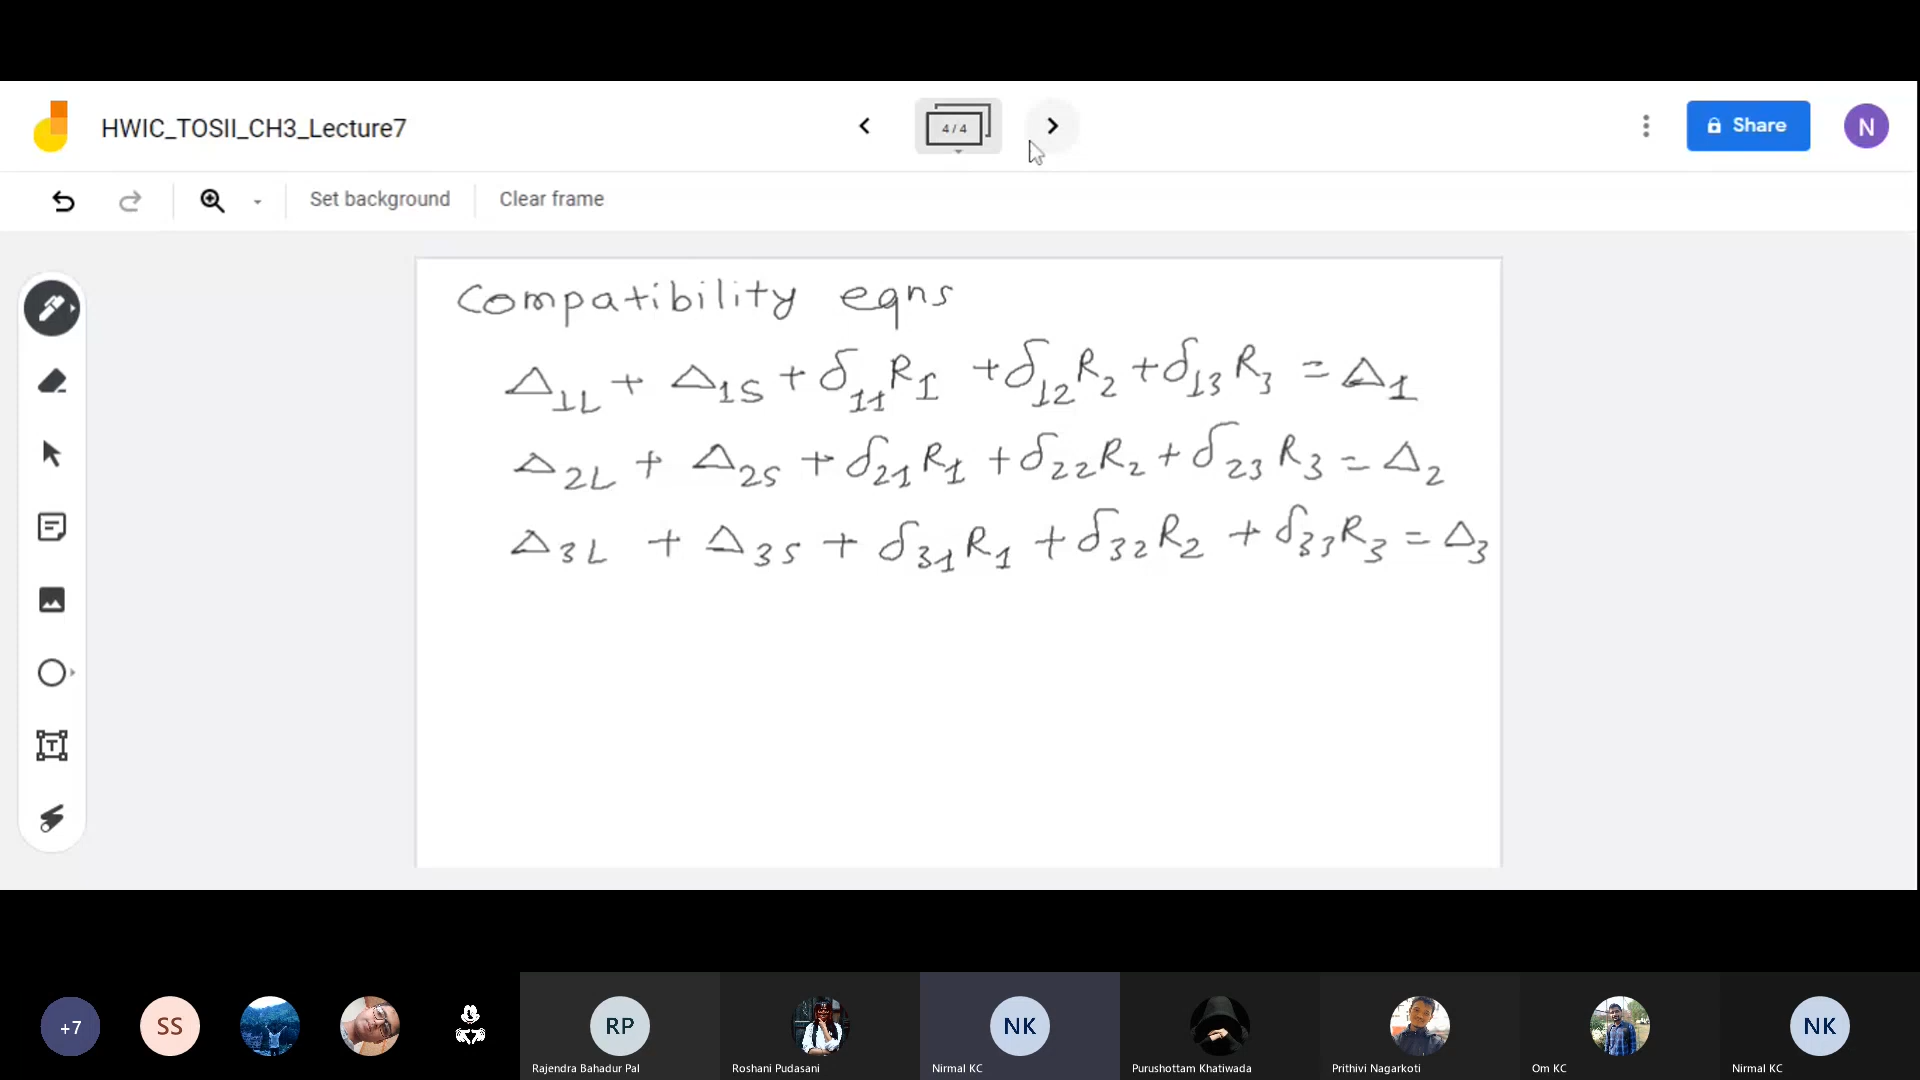 HWIC_TOSII_CH3_Lecture7
4 / 4
Share
N
Set background
Clear frame
Compatibility eqns
Δ₁L + Δ₁S + δ₁₁R₁ + δ₁₂R₂ + δ₁₃R₃ = Δ₁
Δ₂L + Δ₂S + δ₂₁R₁ + δ₂₂R₂ + δ₂₃R₃ = Δ₂
Δ₃L + Δ₃S + δ₃₁R₁ + δ₃₂R₂ + δ₃₃R₃ = Δ₃
T
+7
SS
RP
NK
NK
Rajendra Bahadur Pal
Roshani Pudasani
Nirmal KC
Purushottam Khatiwada
Prithivi Nagarkoti
Om KC
Nirmal KC